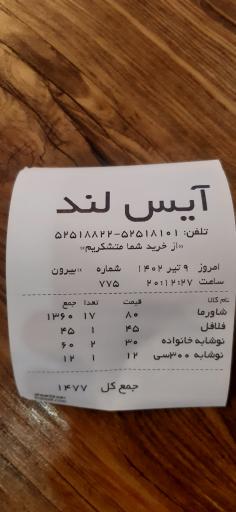 آیس لند
تلفن: ۵۲۵۱۸۱۰۱-۵۲۵۱۸۸۲۲
«از خرید شما متشکریم»
امروز ۹ تیر ۱۴۰۲ شماره «بیرون
ساعت ۲۰:۱۲:۲۷ ۷۷۵
نام کالا قیمت تعدا جمع
شاورما ۸۰ ۱۷ ۱۳۶۰
فلافل ۴۵ ۱ ۴۵
نوشابه خانواده ۳۰ ۲ ۶۰
نوشابه ۳۰۰سی ۱۲ ۱ ۱۲
جمع کل ۱۴۷۷